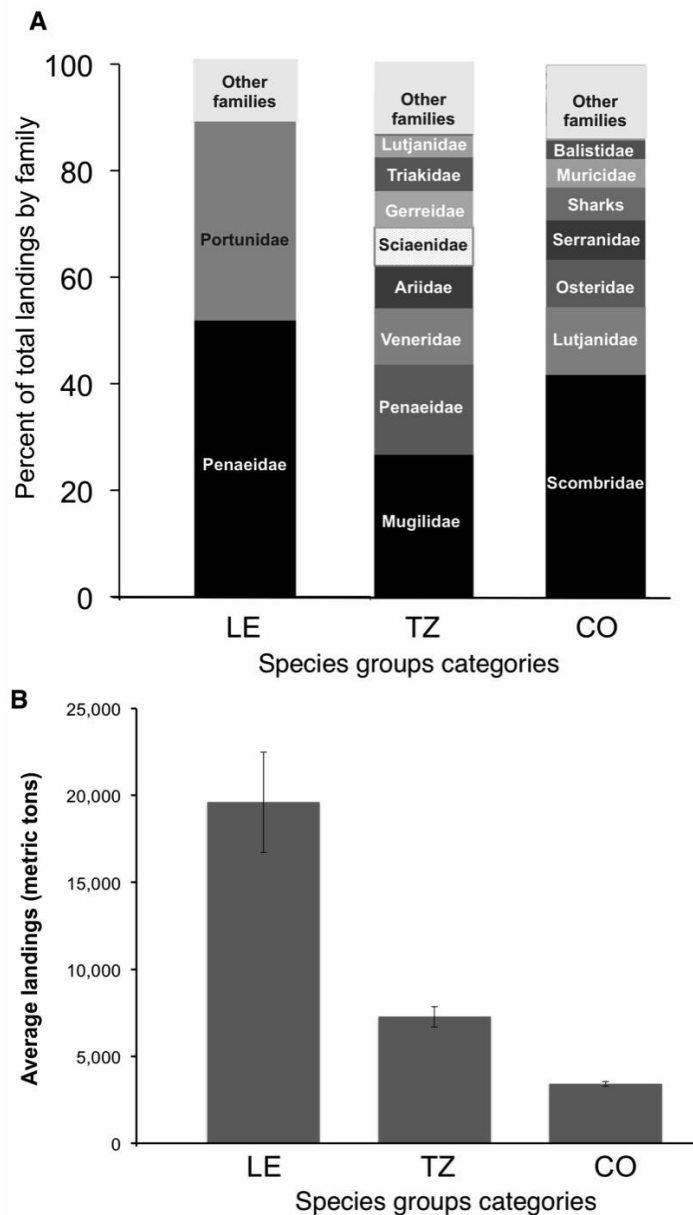 A
Percent of total landings by family
100
80
60
40
20
0
Other
families
Portunidae
Penaeidae
Other
families
Lutjanidae
Triakidae
Gerreidae
Sciaenidae
Ariidae
Veneridae
Penaeidae
Mugilidae
Other
families
Balistidae
Muricidae
Sharks
Serranidae
Osteridae
Lutjanidae
Scombridae
LE TZ CO
Species groups categories
B
Average landings (metric tons)
25,000
20,000
15,000
10,000
5,000
0
LE TZ CO
Species groups categories